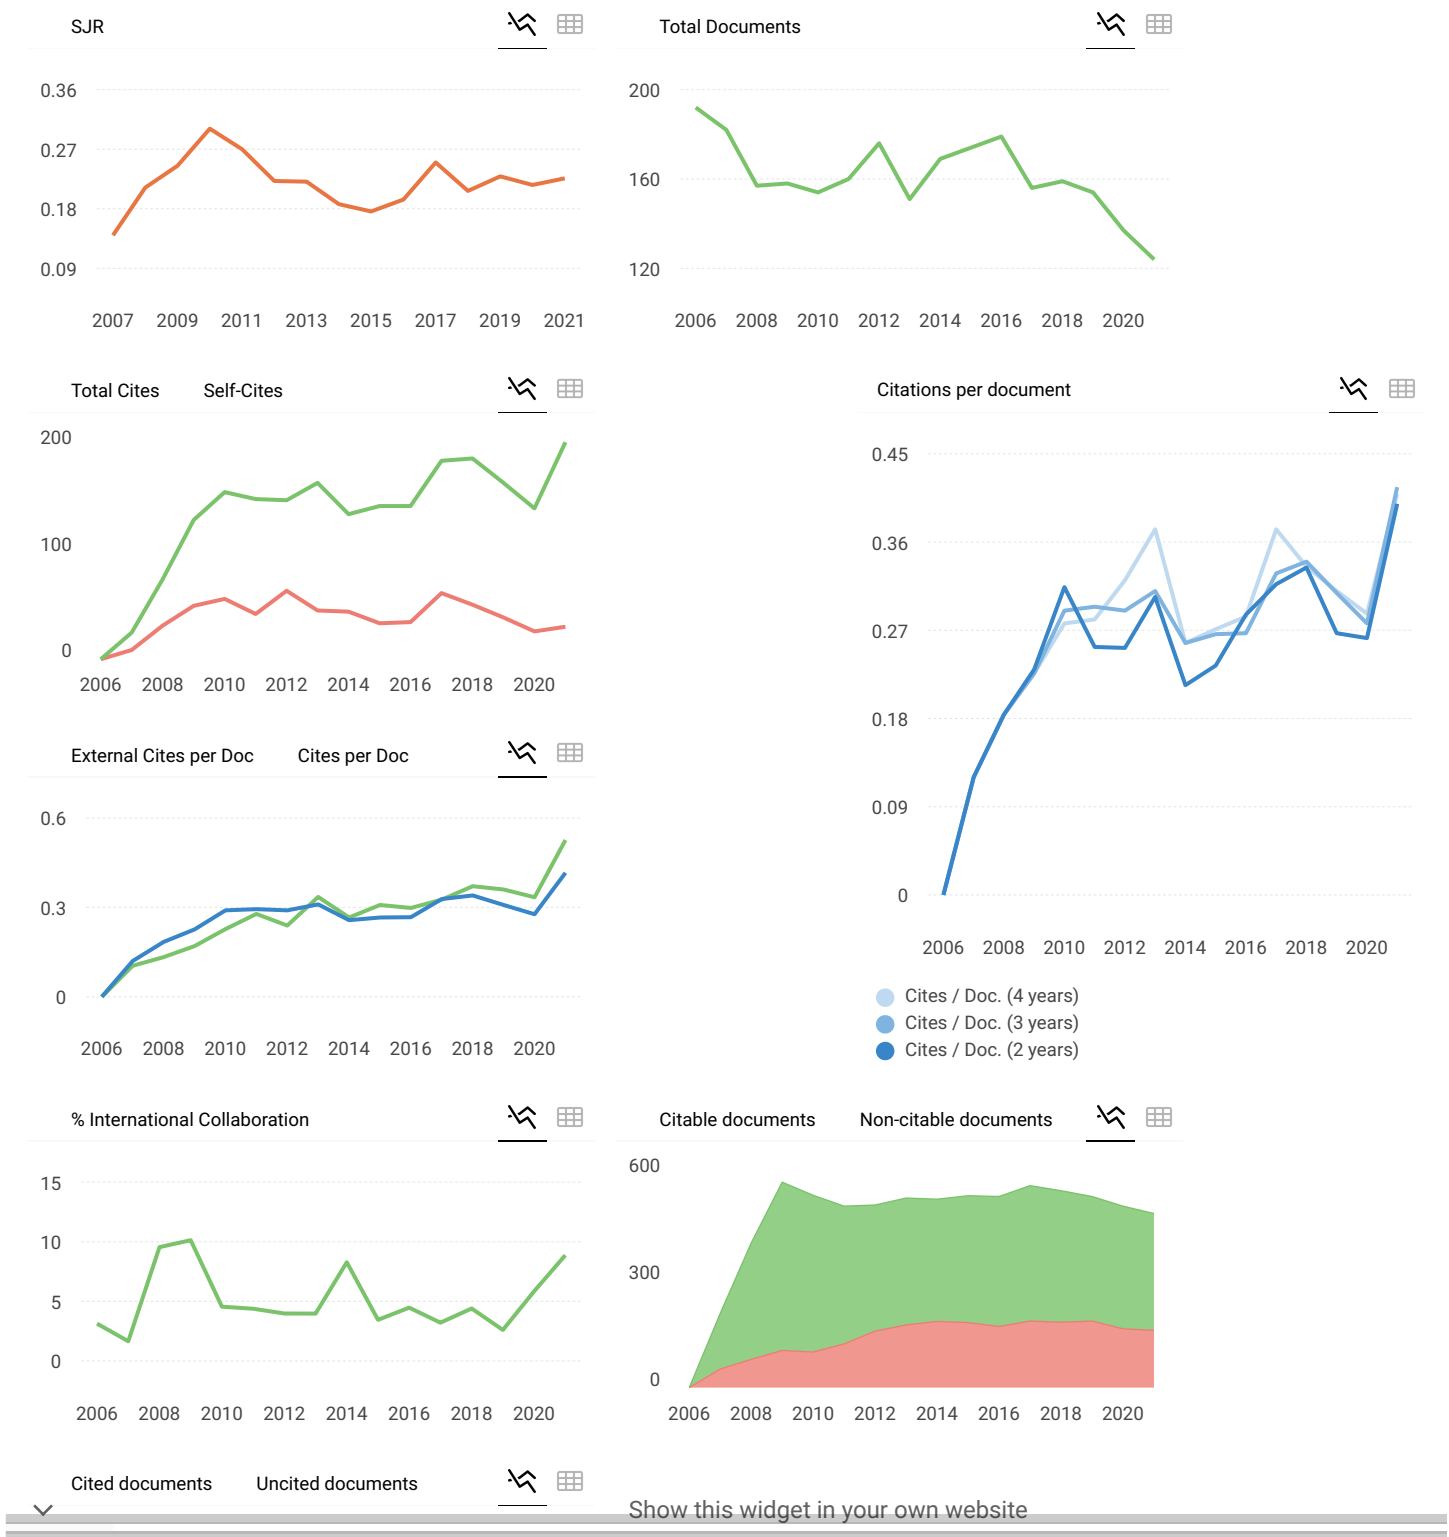 SJR
0.36
0.27
0.18
0.09
2007 2009 2011 2013 2015 2017 2019 2021
Total Documents
200
160
120
2006 2008 2010 2012 2014 2016 2018 2020
Total Cites Self-Cites
200
100
0
2006 2008 2010 2012 2014 2016 2018 2020
Citations per document
0.45
0.36
0.27
0.18
0.09
0
2006 2008 2010 2012 2014 2016 2018 2020
Cites / Doc. (4 years)
Cites / Doc. (3 years)
Cites / Doc. (2 years)
External Cites per Doc Cites per Doc
0.6
0.3
0
2006 2008 2010 2012 2014 2016 2018 2020
% International Collaboration
15
10
5
0
2006 2008 2010 2012 2014 2016 2018 2020
Citable documents Non-citable documents
600
300
0
2006 2008 2010 2012 2014 2016 2018 2020
Cited documents Uncited documents
Show this widget in your own website